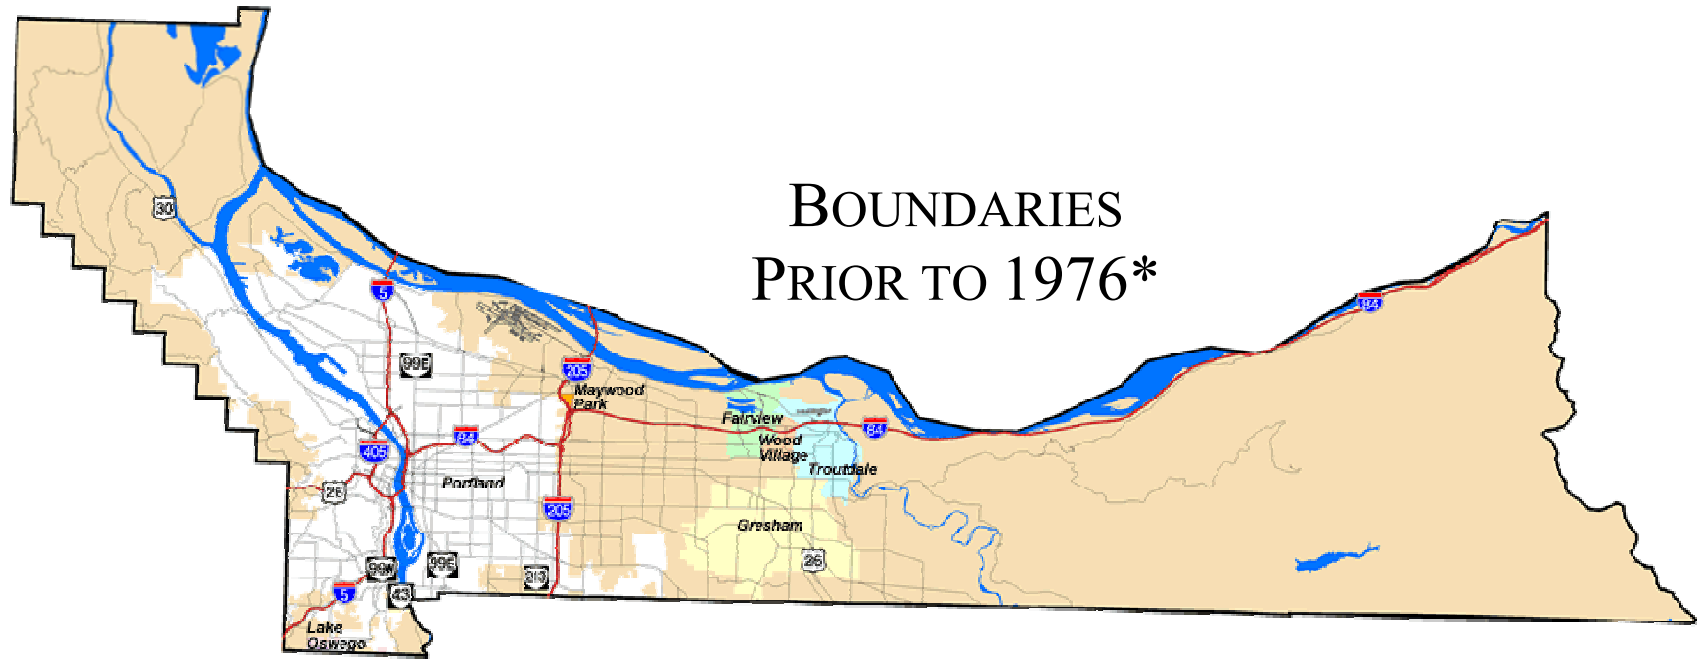 BOUNDARIES
PRIOR TO 1976*
30
5
99E
205
Maywood
Park
84
Fairview
84
84
405
Wood
Village
Troutdale
26
Portland
205
Gresham
26
99W
99E
213
5
43
Lake
Oswego